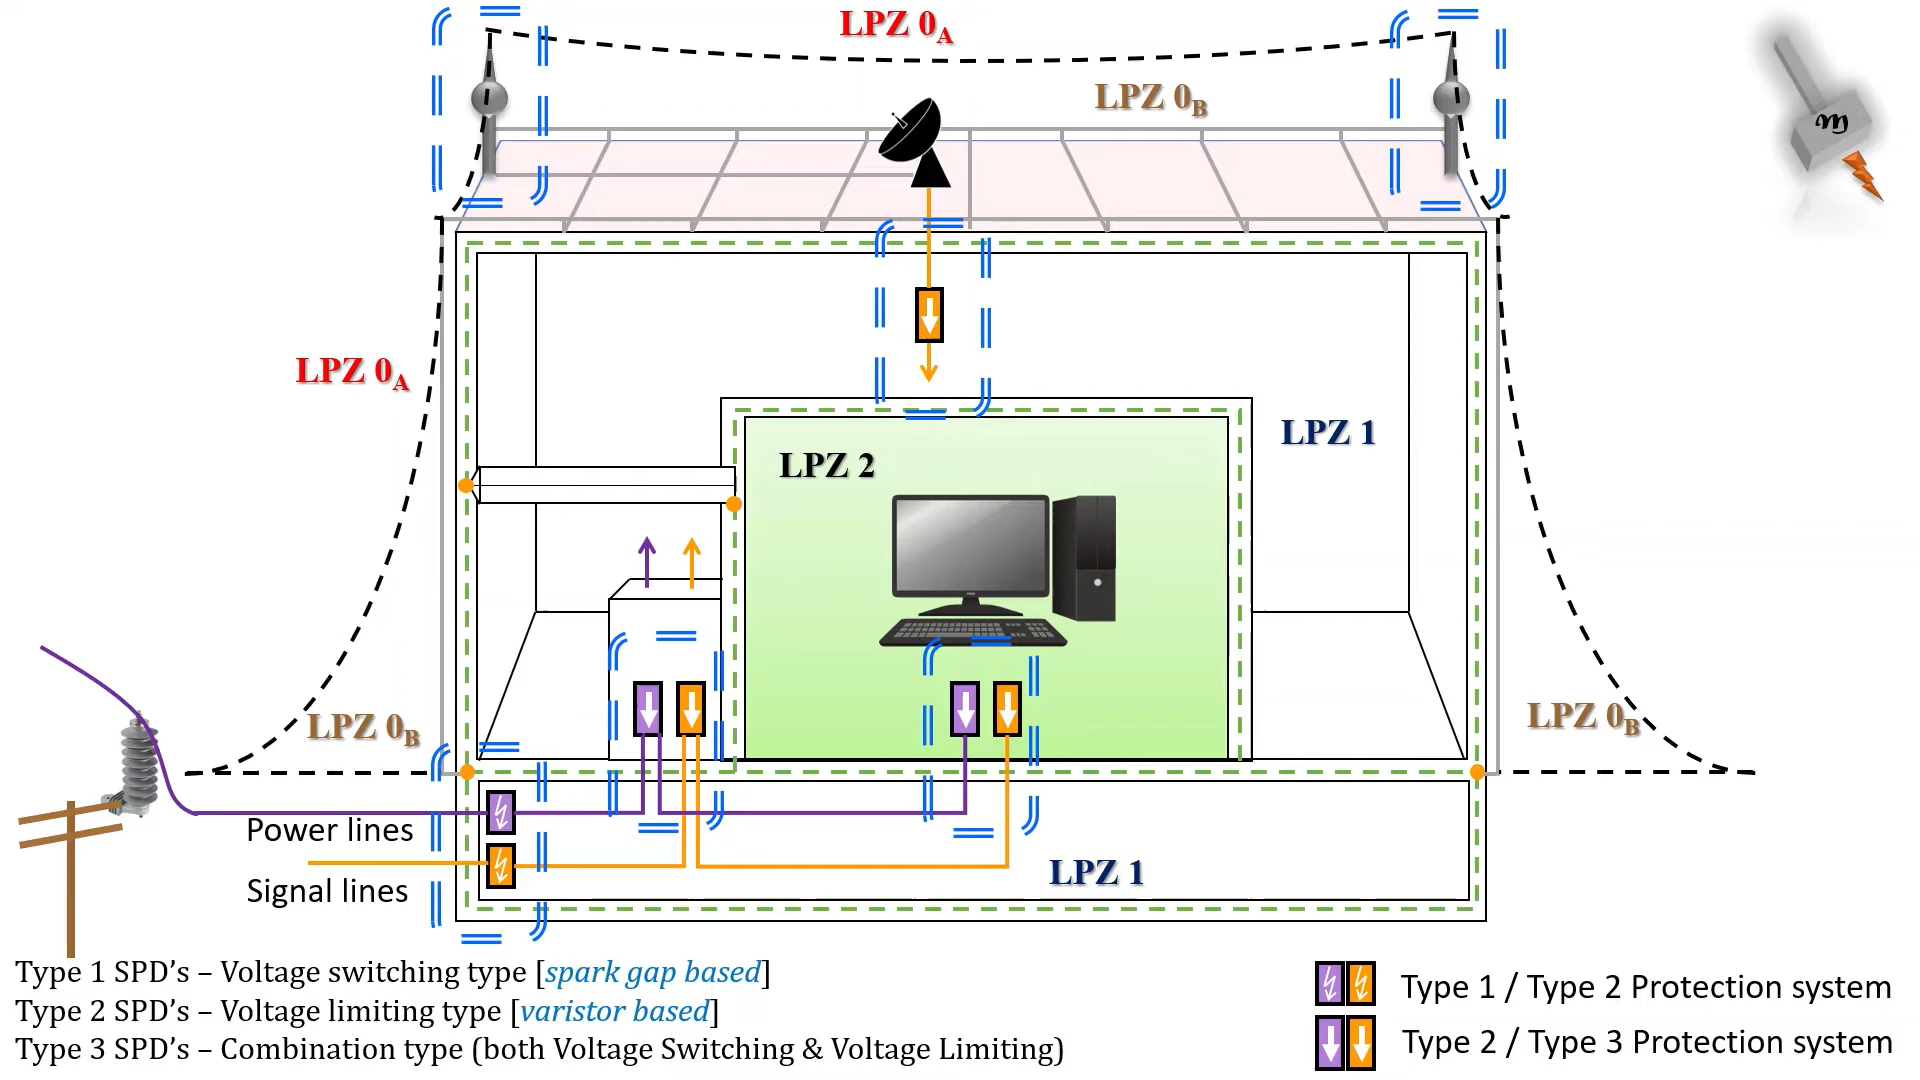 LPZ 0A
LPZ 0B
LPZ 0A
LPZ 1
LPZ 2
LPZ 0B
LPZ 0B
Power lines
Signal lines
LPZ 1
Type 1 SPD’s – Voltage switching type [spark gap based]
Type 2 SPD’s – Voltage limiting type [varistor based]
Type 3 SPD’s – Combination type (both Voltage Switching & Voltage Limiting)
Type 1 / Type 2 Protection system
Type 2 / Type 3 Protection system